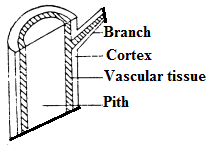 Branch
Cortex
Vascular tissue
Pith